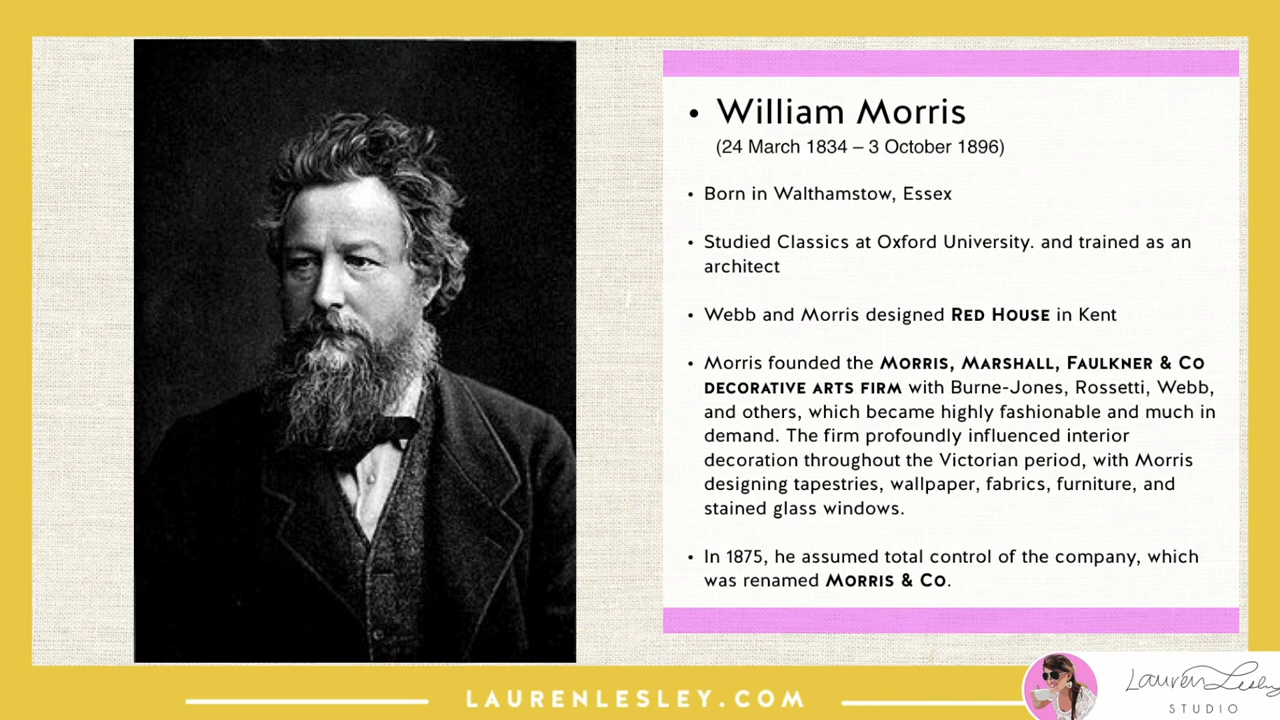 • William Morris
(24 March 1834 – 3 October 1896)
• Born in Walthamstow, Essex
• Studied Classics at Oxford University. and trained as an
architect
• Webb and Morris designed RED HOUSE in Kent
• Morris founded the MORRIS, MARSHALL, FAULKNER & CO
DECORATIVE ARTS FIRM with Burne-Jones, Rossetti, Webb,
and others, which became highly fashionable and much in
demand. The firm profoundly influenced interior
decoration throughout the Victorian period, with Morris
designing tapestries, wallpaper, fabrics, furniture, and
stained glass windows.
• In 1875, he assumed total control of the company, which
was renamed MORRIS & CO.
LAURENLESLEY.COM
Lauren Lesley
STUDIO